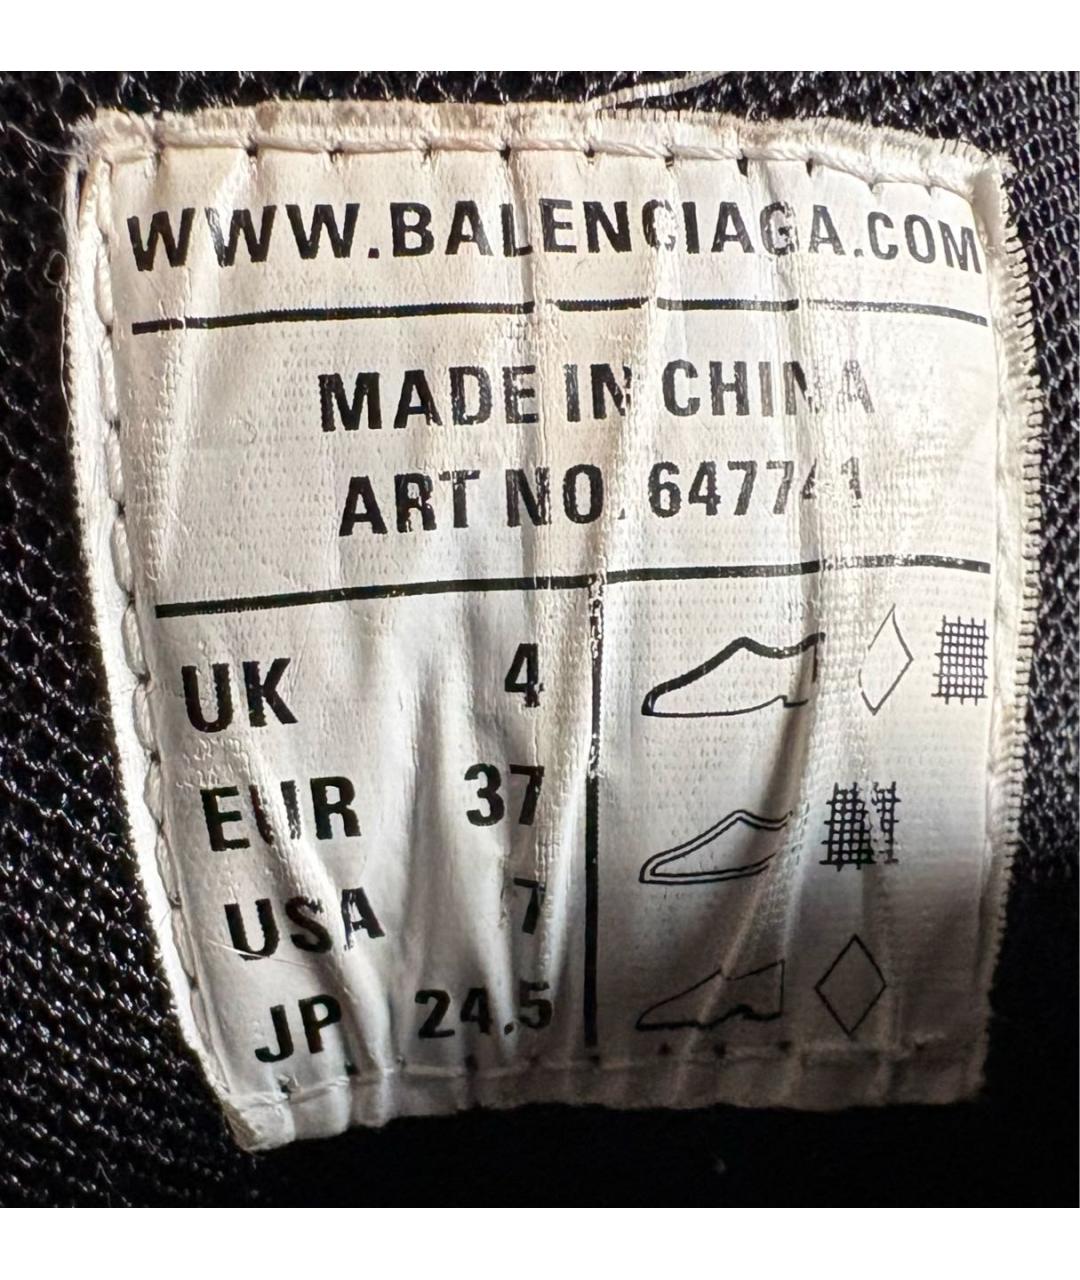 WWW.BALENCIAGA.COM
MADE IN CHINA
ART NO. 647741
UK 4
EUR 37
USA 7
JP 24.5